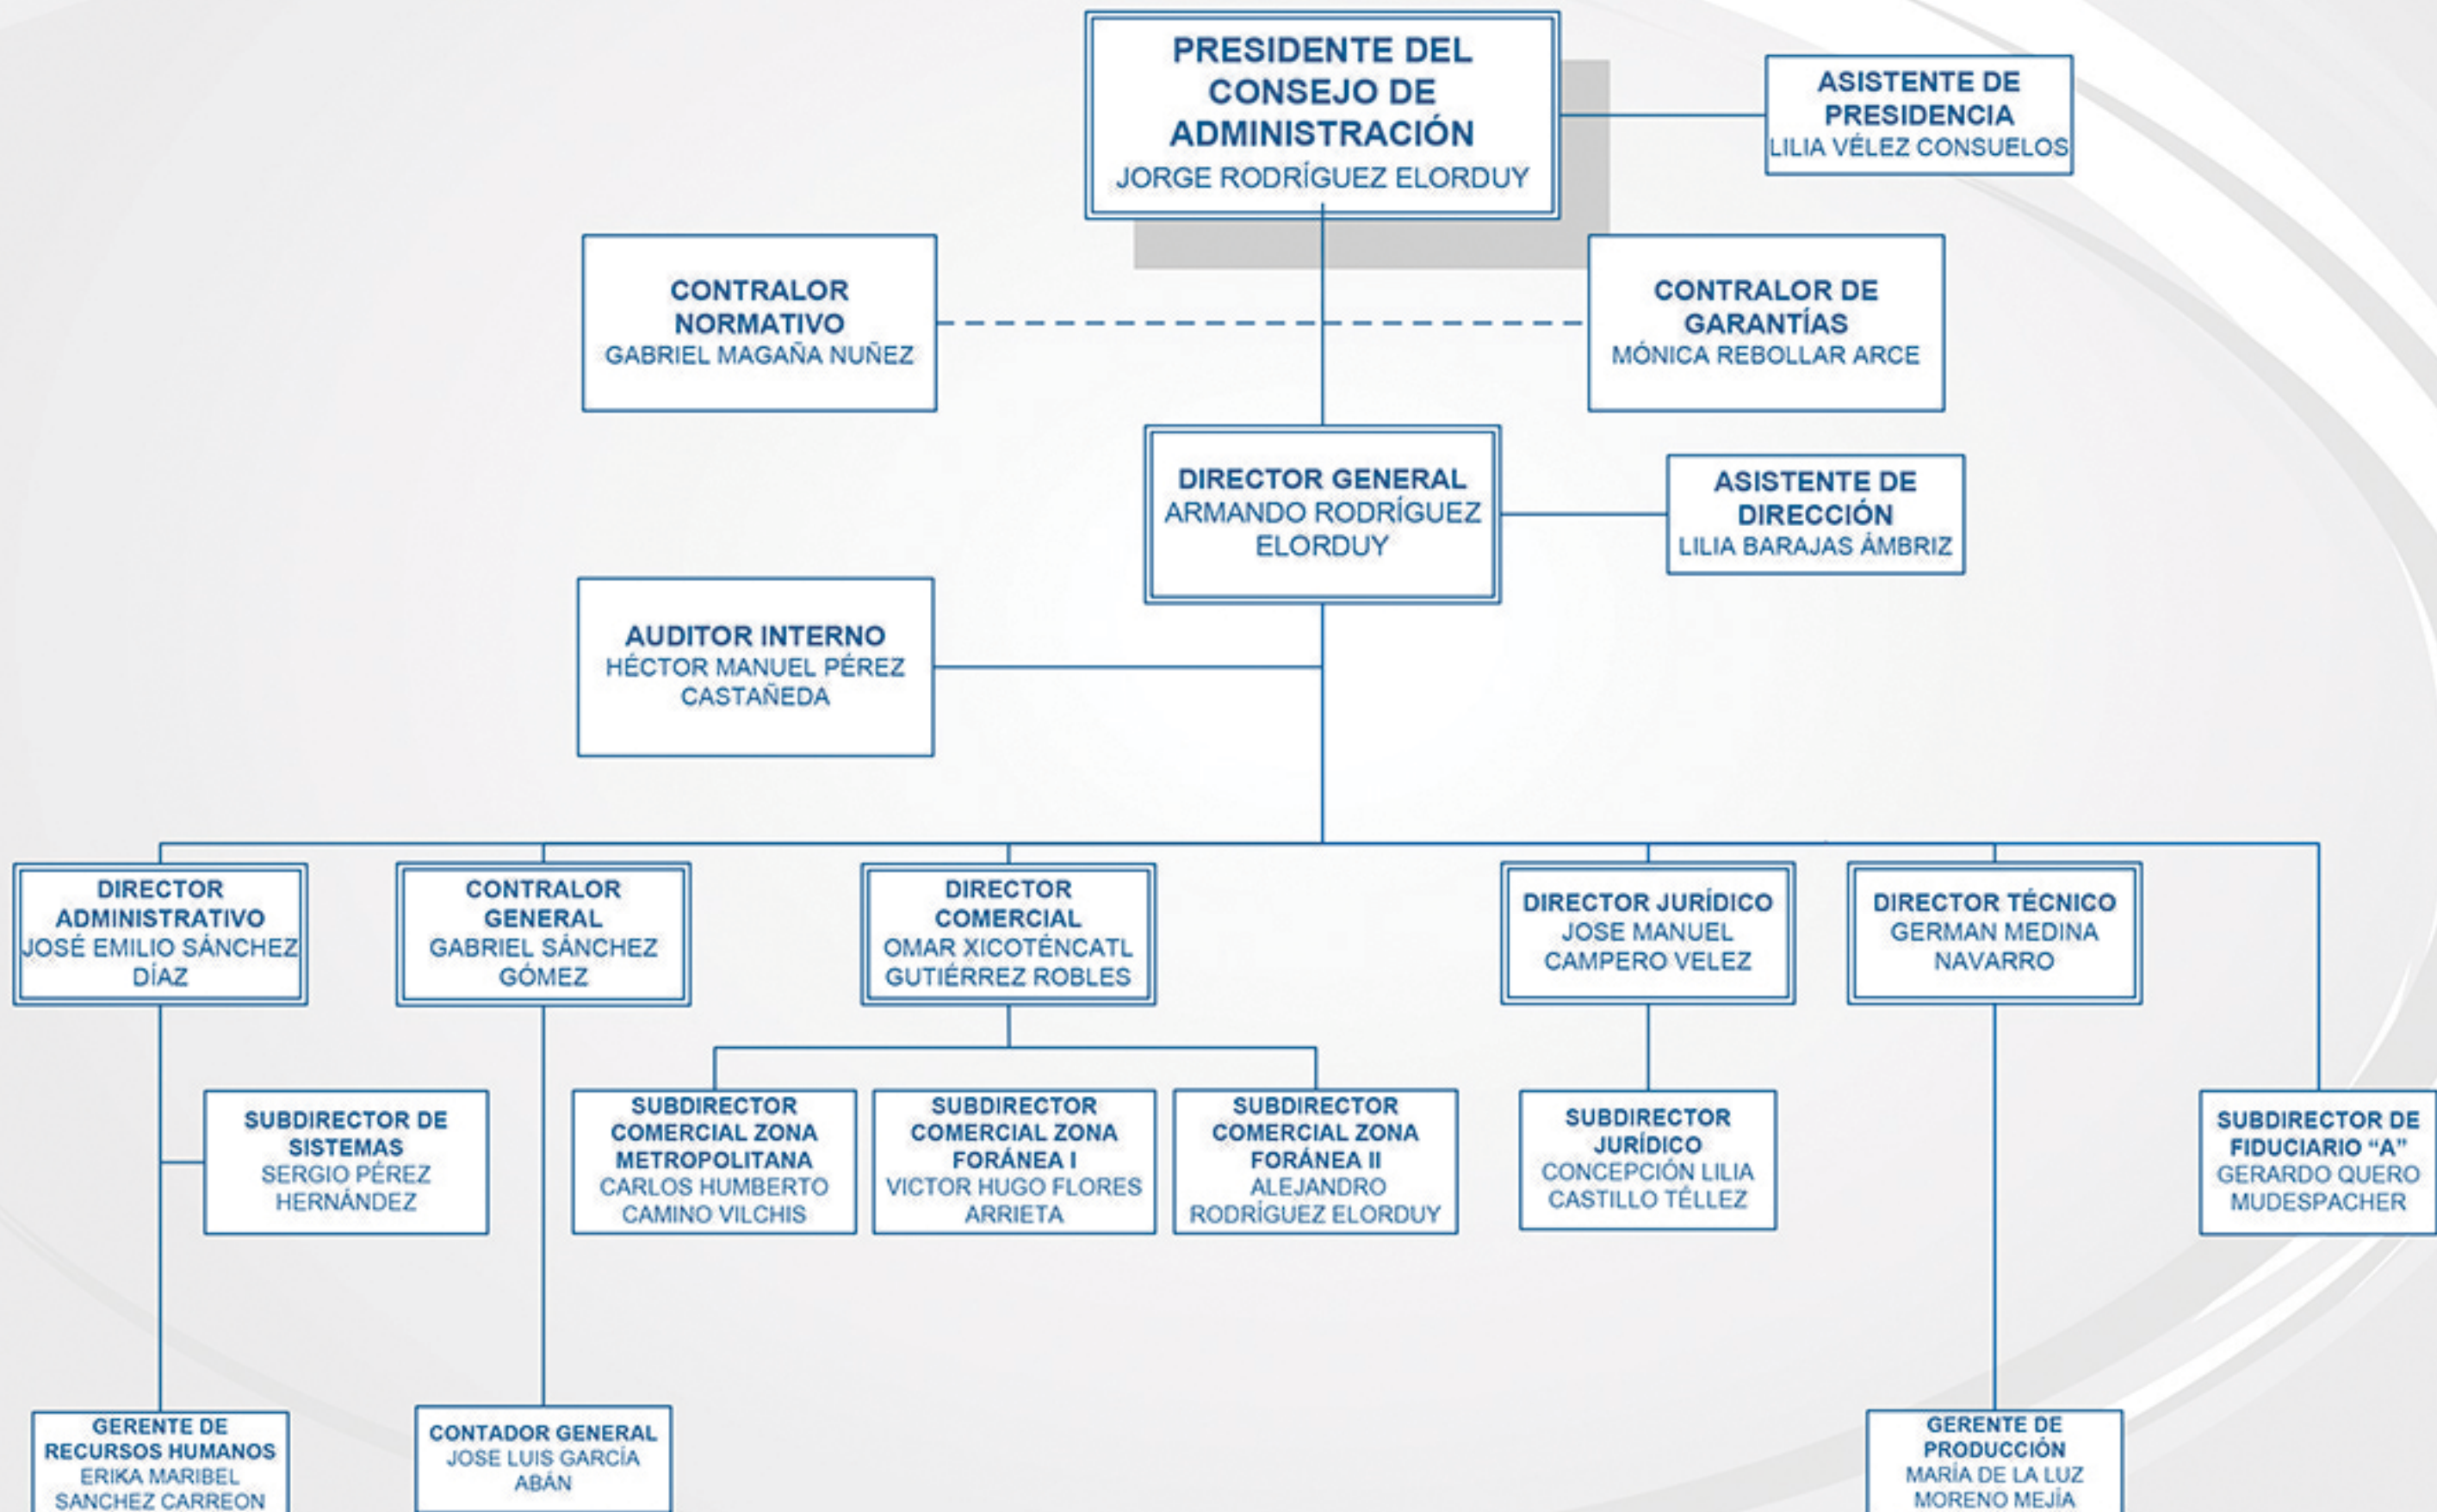 PRESIDENTE DEL
CONSEJO DE
ADMINISTRACIÓN
JORGE RODRÍGUEZ ELORDUY
ASISTENTE DE
PRESIDENCIA
LILIA VÉLEZ CONSUELOS
CONTRALOR
NORMATIVO
GABRIEL MAGAÑA NUÑEZ
CONTRALOR DE
GARANTÍAS
MÓNICA REBOLLAR ARCE
DIRECTOR GENERAL
ARMANDO RODRÍGUEZ
ELORDUY
ASISTENTE DE
DIRECCIÓN
LILIA BARAJAS ÁMBRIZ
AUDITOR INTERNO
HÉCTOR MANUEL PÉREZ
CASTAÑEDA
DIRECTOR
ADMINISTRATIVO
JOSÉ EMILIO SÁNCHEZ
DÍAZ
CONTRALOR
GENERAL
GABRIEL SÁNCHEZ
GÓMEZ
DIRECTOR
COMERCIAL
OMAR XICOTÉNCATL
GUTIÉRREZ ROBLES
DIRECTOR JURÍDICO
JOSE MANUEL
CAMPERO VELEZ
DIRECTOR TÉCNICO
GERMAN MEDINA
NAVARRO
SUBDIRECTOR DE
SISTEMAS
SERGIO PÉREZ
HERNÁNDEZ
SUBDIRECTOR
COMERCIAL ZONA
METROPOLITANA
CARLOS HUMBERTO
CAMINO VILCHIS
SUBDIRECTOR
COMERCIAL ZONA
FORÁNEA I
VICTOR HUGO FLORES
ARRIETA
SUBDIRECTOR
COMERCIAL ZONA
FORÁNEA II
ALEJANDRO
RODRÍGUEZ ELORDUY
SUBDIRECTOR
JURÍDICO
CONCEPCIÓN LILIA
CASTILLO TÉLLEZ
SUBDIRECTOR DE
FIDUCIARIO “A”
GERARDO QUERO
MUDESPACHER
GERENTE DE
RECURSOS HUMANOS
ERIKA MARIBEL
SANCHEZ CARREON
CONTADOR GENERAL
JOSE LUIS GARCÍA
ABÁN
GERENTE DE
PRODUCCIÓN
MARÍA DE LA LUZ
MORENO MEJÍA